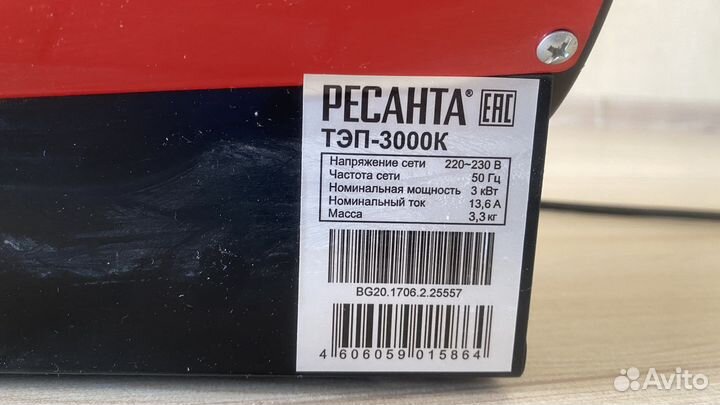 РЕСАНТА® EAC
ТЭП-3000К
Напряжение сети 220~230 В
Частота сети 50 Гц
Номинальная мощность 3 кВт
Номинальный ток 13,6 А
Масса 3,3 кг
BG20.1706.2.25557
4 606059 015864
Avito